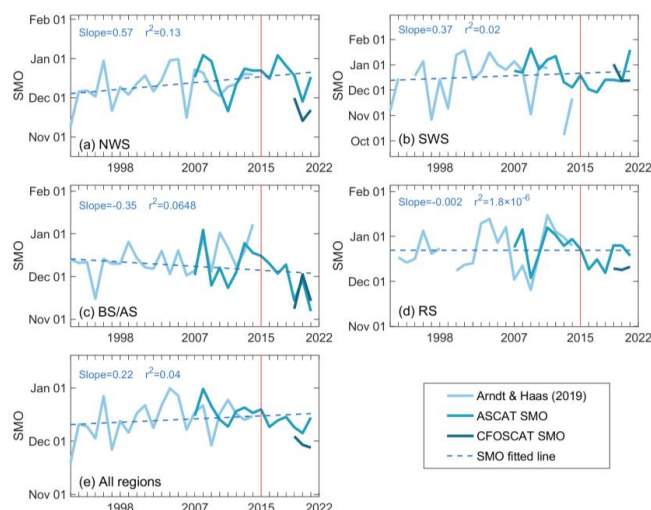 Feb 01
Slope=0.57 r²=0.13
Jan 01
SMO
Dec 01
Nov 01
(a) NWS
1998 2007 2015 2022
Feb 01
Slope=0.37 r²=0.02
Jan 01
SMO
Dec 01
Nov 01
Oct 01
(b) SWS
1998 2007 2015 2022
Feb 01
Slope=-0.35 r²=0.0648
Jan 01
SMO
Dec 01
Nov 01
(c) BS/AS
1998 2007 2015 2022
Feb 01
Slope=-0.002 r²=1.8×10⁻⁶
Jan 01
SMO
Dec 01
Nov 01
(d) RS
1998 2007 2015 2022
Slope=0.22 r²=0.04
Jan 01
SMO
Dec 01
Nov 01
(e) All regions
1998 2007 2015 2022
Arndt & Haas (2019)
ASCAT SMO
CFOSCAT SMO
SMO fitted line